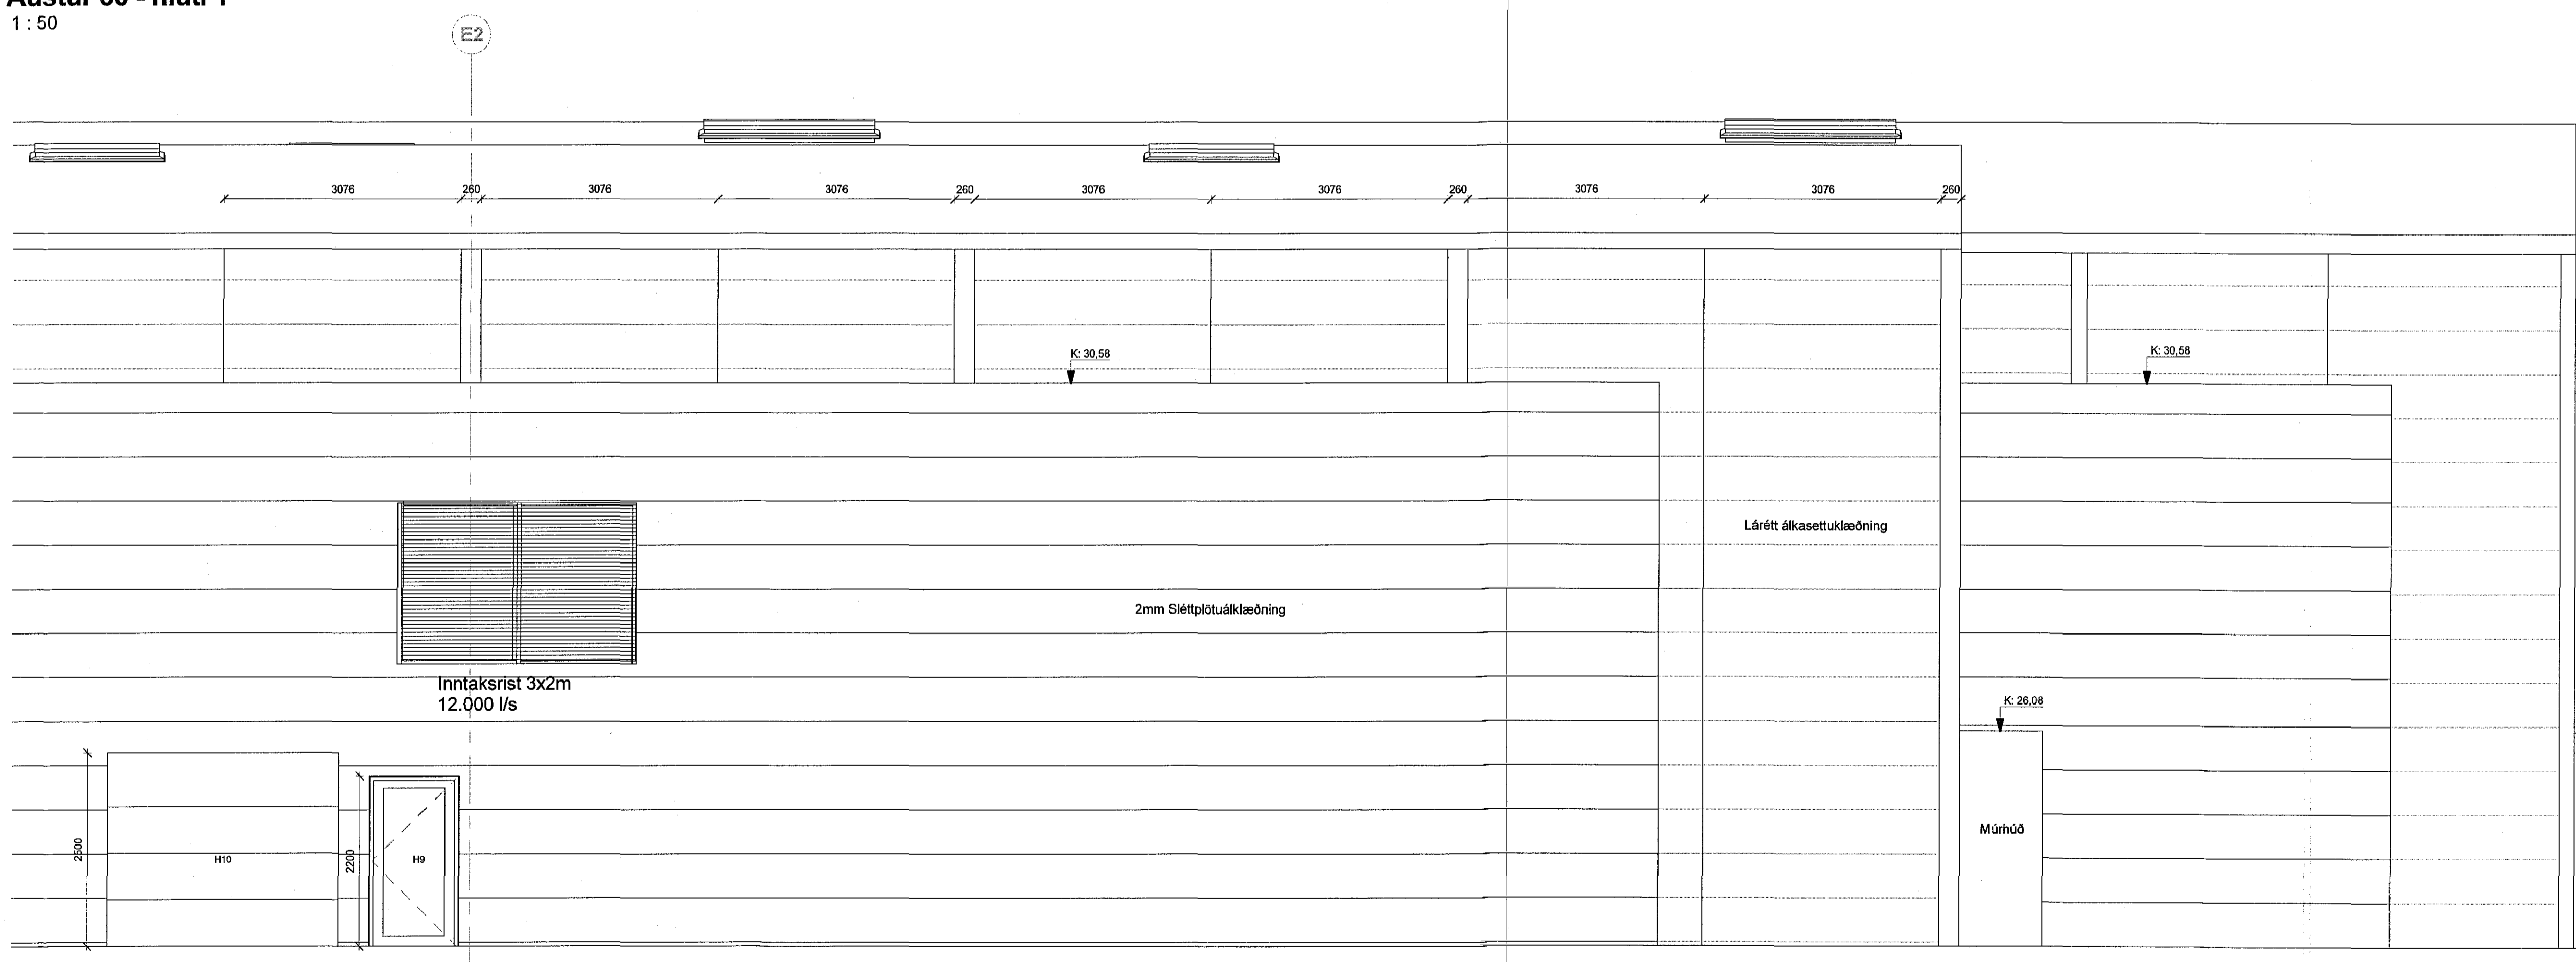 1 : 50
E2
3076 260 3076 3076 260 3076 3076 260 3076 3076 260
K: 30,58
K: 30,58
Lárétt álkasettuklæðning
2mm Sléttplötuálklæðning
Inntaksrist 3x2m
12.000 l/s
K: 26,08
Múrhúð
2500
H10
2200
H9